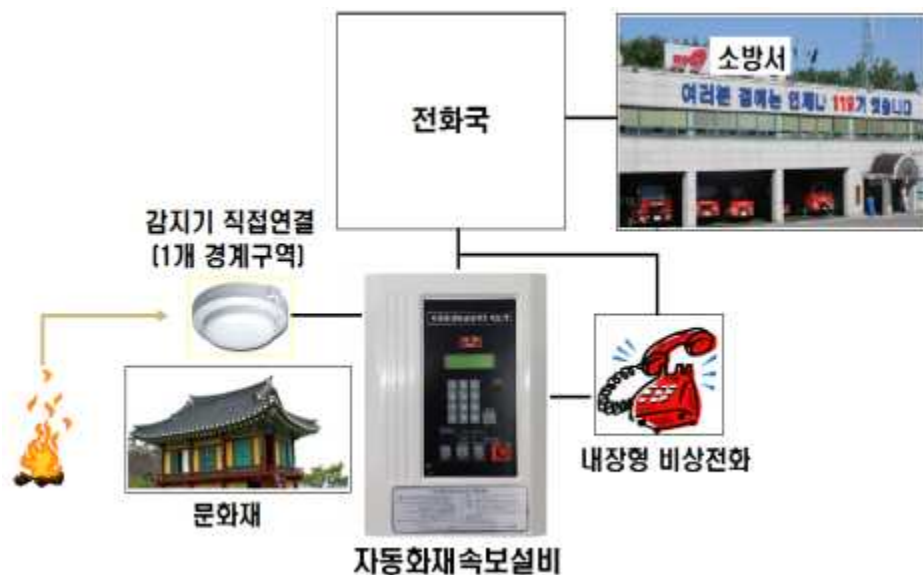 전화국
소방서
여러분 곁에는 언제나 119가 있습니다
감지기 직접연결
(1개 경계구역)
문화재
내장형 비상전화
자동화재속보설비